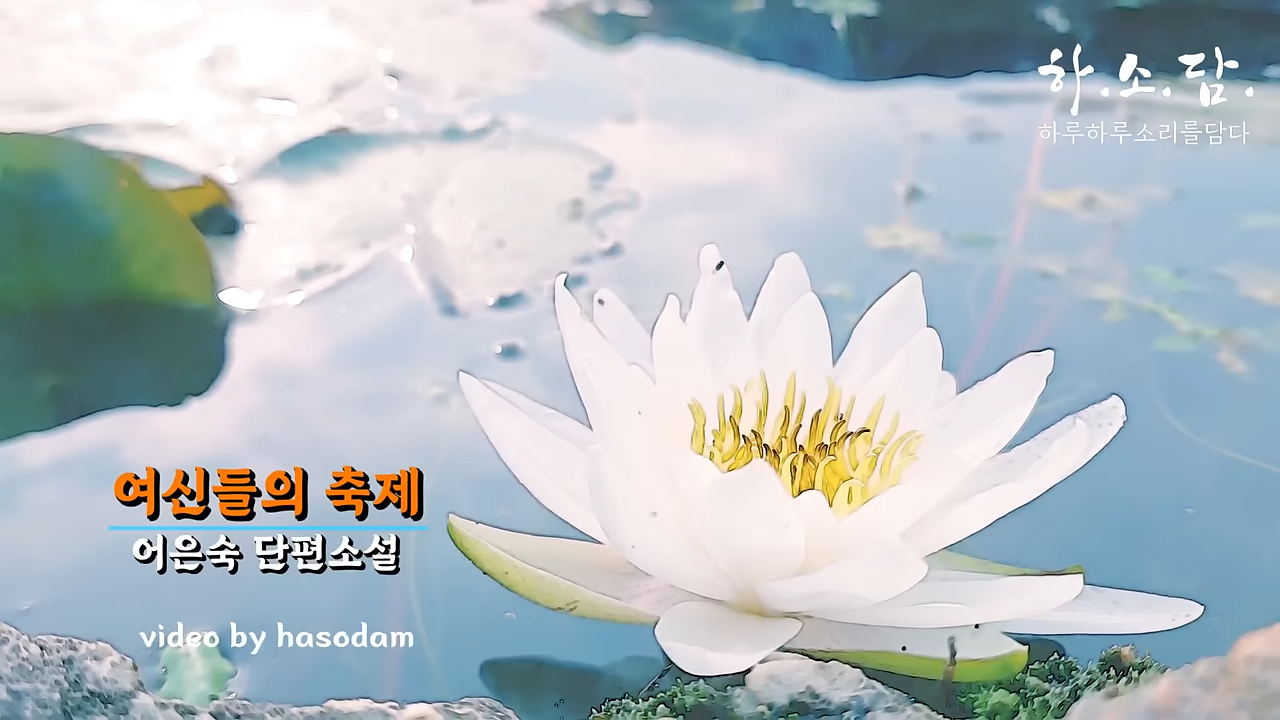 하.소.담.
하루하루소리를담다
여신들의 축제
어은숙 단편소설
video by hasodam